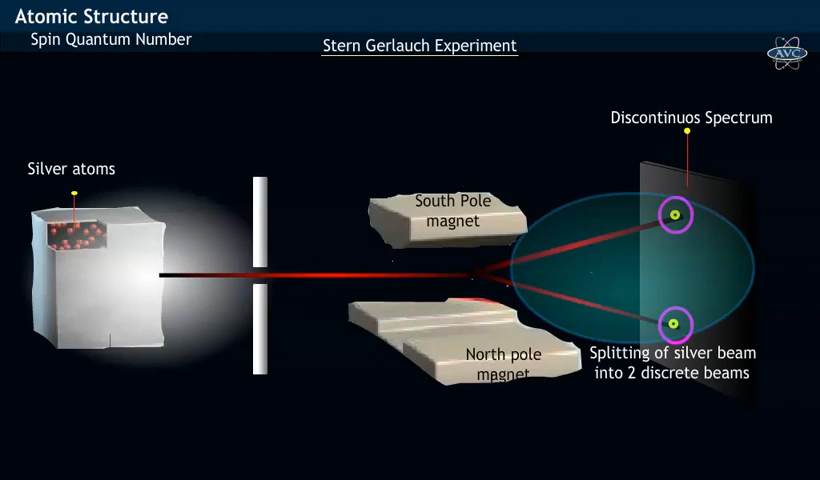 Atomic Structure
Spin Quantum Number
Stern Gerlauch Experiment
AVC
Discontinuos Spectrum
Silver atoms
South Pole
magnet
North pole
magnet
Splitting of silver beam
into 2 discrete beams